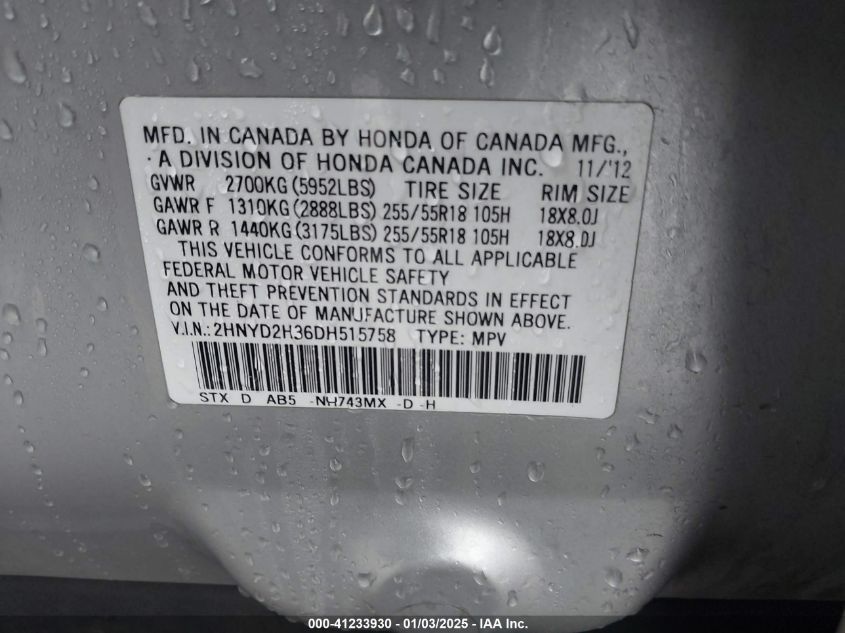 MFD. IN CANADA BY HONDA OF CANADA MFG.,
A DIVISION OF HONDA CANADA INC. 11/'12
GVWR 2700KG (5952LBS) TIRE SIZE RIM SIZE
GAWR F 1310KG (2888LBS) 255/55R18 105H 18X8.0J
GAWR R 1440KG (3175LBS) 255/55R18 105H 18X8.0J
THIS VEHICLE CONFORMS TO ALL APPLICABLE
FEDERAL MOTOR VEHICLE SAFETY
AND THEFT PREVENTION STANDARDS IN EFFECT
ON THE DATE OF MANUFACTURE SHOWN ABOVE.
V.I.N.: 2HNYD2H36DH515758 TYPE: MPV
STX D AB5 -NH743MX -D -H
000-41233930 - 01/03/2025 - IAA Inc.